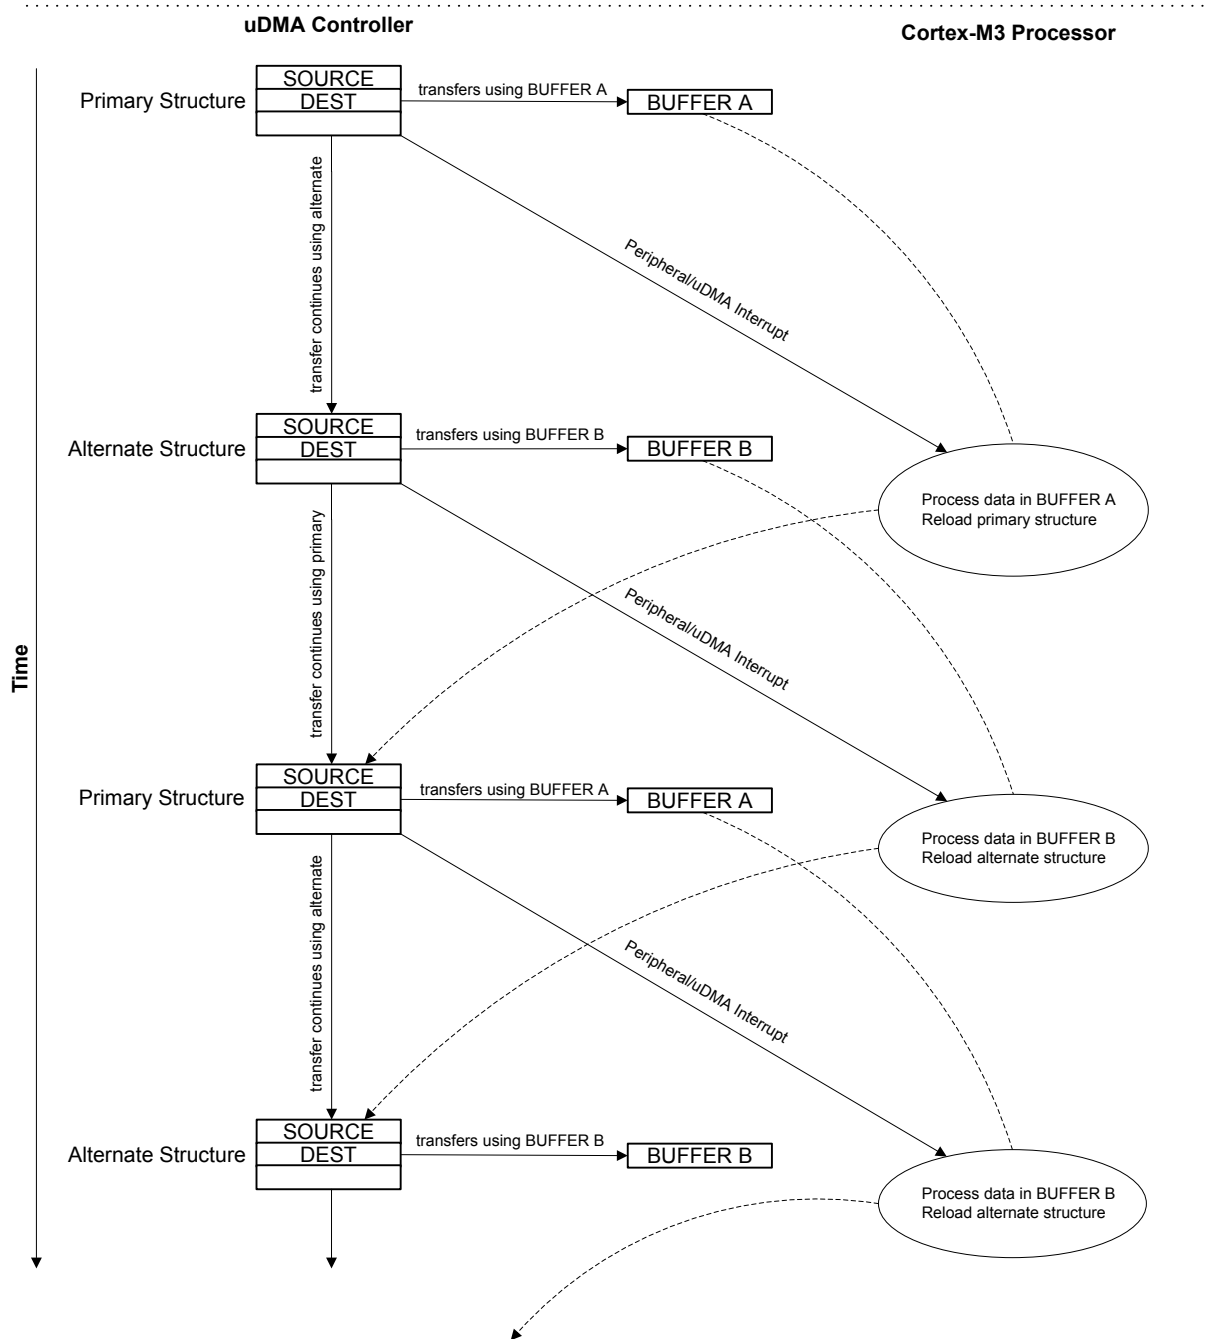 uDMA Controller
Cortex-M3 Processor
SOURCE
Primary Structure
DEST
transfers using BUFFER A
BUFFER A
transfer continues using alternate
Peripheral/uDMA Interrupt
SOURCE
Alternate Structure
DEST
transfers using BUFFER B
BUFFER B
Process data in BUFFER A
Reload primary structure
transfer continues using primary
Peripheral/uDMA Interrupt
Time
SOURCE
Primary Structure
DEST
transfers using BUFFER A
BUFFER A
Process data in BUFFER B
Reload alternate structure
transfer continues using alternate
Peripheral/uDMA Interrupt
SOURCE
Alternate Structure
DEST
transfers using BUFFER B
BUFFER B
Process data in BUFFER B
Reload alternate structure